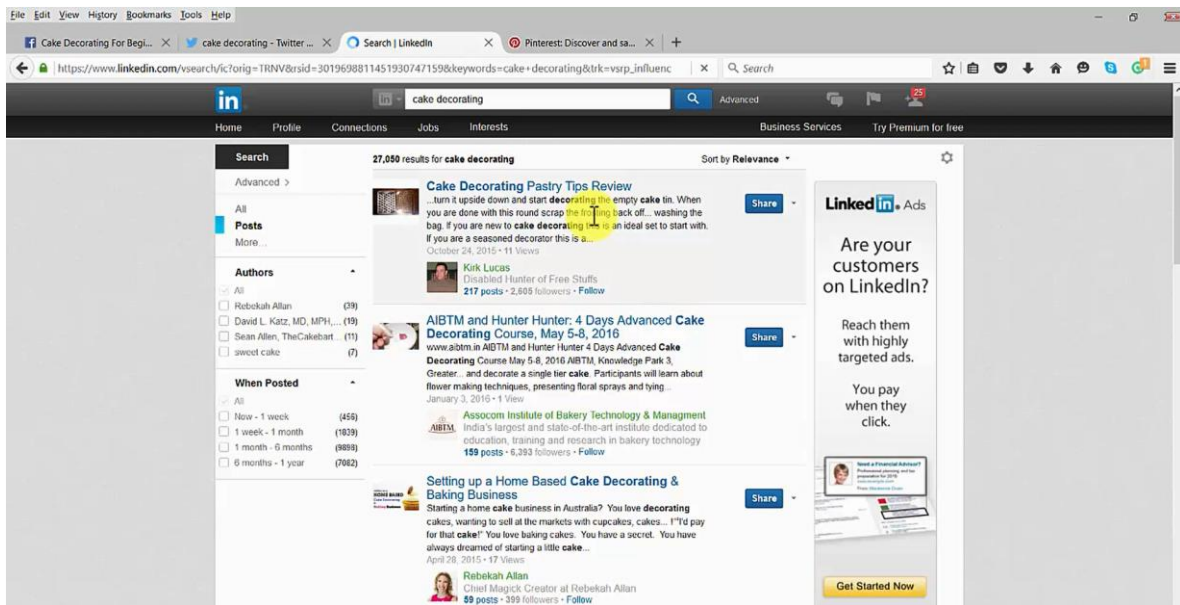 File Edit View History Bookmarks Tools Help
Cake Decorating For Begi...
cake decorating - Twitter ...
Search | LinkedIn
Pinterest: Discover and sa...
https://www.linkedin.com/vsearch/ic?orig=TRNV&rsid=3019698811451930747159&keywords=cake+decorating&trk=vsrp_influenc
Search
in
in
cake decorating
Advanced
25
Home Profile Connections Jobs Interests
Business Services Try Premium for free
Search
Advanced >
All
Posts
More...
Authors
All
Rebekah Allan (39)
David L. Katz, MD, MPH,... (19)
Sean Allen, TheCakebart... (11)
sweet cake (7)
When Posted
All
Now - 1 week (456)
1 week - 1 month (1839)
1 month - 6 months (9898)
6 months - 1 year (7082)
27,050 results for cake decorating
Sort by Relevance
Cake Decorating Pastry Tips Review
...turn it upside down and start decorating the empty cake tin. When
you are done with this round scrap the frosting back off... washing the
bag. If you are new to cake decorating this is an ideal set to start with.
If you are a seasoned decorator this is a...
October 24, 2015 • 11 Views
Kirk Lucas
Disabled Hunter of Free Stuffs
217 posts • 2,605 followers • Follow
Share
AIBTM and Hunter Hunter: 4 Days Advanced Cake
Decorating Course, May 5-8, 2016
www.aibtm.in AIBTM and Hunter Hunter 4 Days Advanced Cake
Decorating Course May 5-8, 2016 AIBTM, Knowledge Park 3,
Greater... and decorate a single tier cake. Participants will learn about
flower making techniques, presenting floral sprays and tying...
January 3, 2016 • 1 View
AIBTM
Assocom Institute of Bakery Technology & Managment
India's largest and state-of-the-art institute dedicated to
education, training and research in bakery technology
159 posts • 6,393 followers • Follow
Share
Setting up a Home Based Cake Decorating &
Baking Business
Starting a home cake business in Australia? You love decorating
cakes, wanting to sell at the markets with cupcakes, cakes... !"I'd pay
for that cake!" You love baking cakes. You have a secret. You have
always dreamed of starting a little cake...
April 28, 2015 • 17 Views
Rebekah Allan
Chief Magick Creator at Rebekah Allan
59 posts • 399 followers • Follow
Share
Linked in Ads
Are your
customers
on LinkedIn?
Reach them
with highly
targeted ads.
You pay
when they
click.
Need a Financial Advisor?
Get Started Now